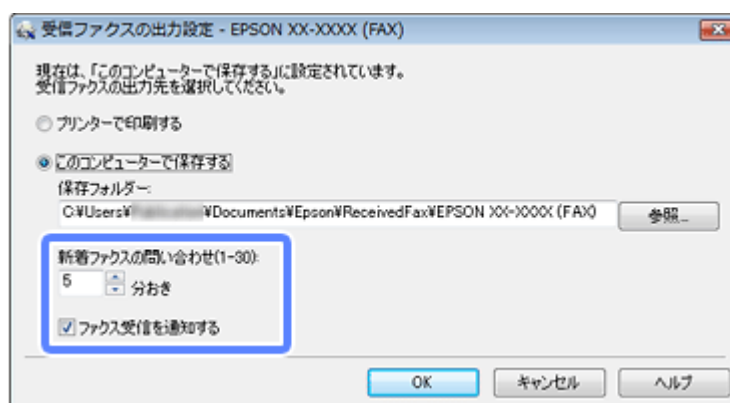 受信ファクスの出力設定 - EPSON XX-XXXX (FAX)
現在は、「このコンピューターで保存する」に設定されています。
受信ファクスの出力先を選択してください。
プリンターで印刷する
このコンピューターで保存する
保存フォルダー:
C:¥Users¥ ¥Documents¥Epson¥ReceivedFax¥EPSON XX-XXXX (FAX)
参照...
新着ファクスの問い合わせ(1-30):
5 分おき
ファクス受信を通知する
OK キャンセル ヘルプ